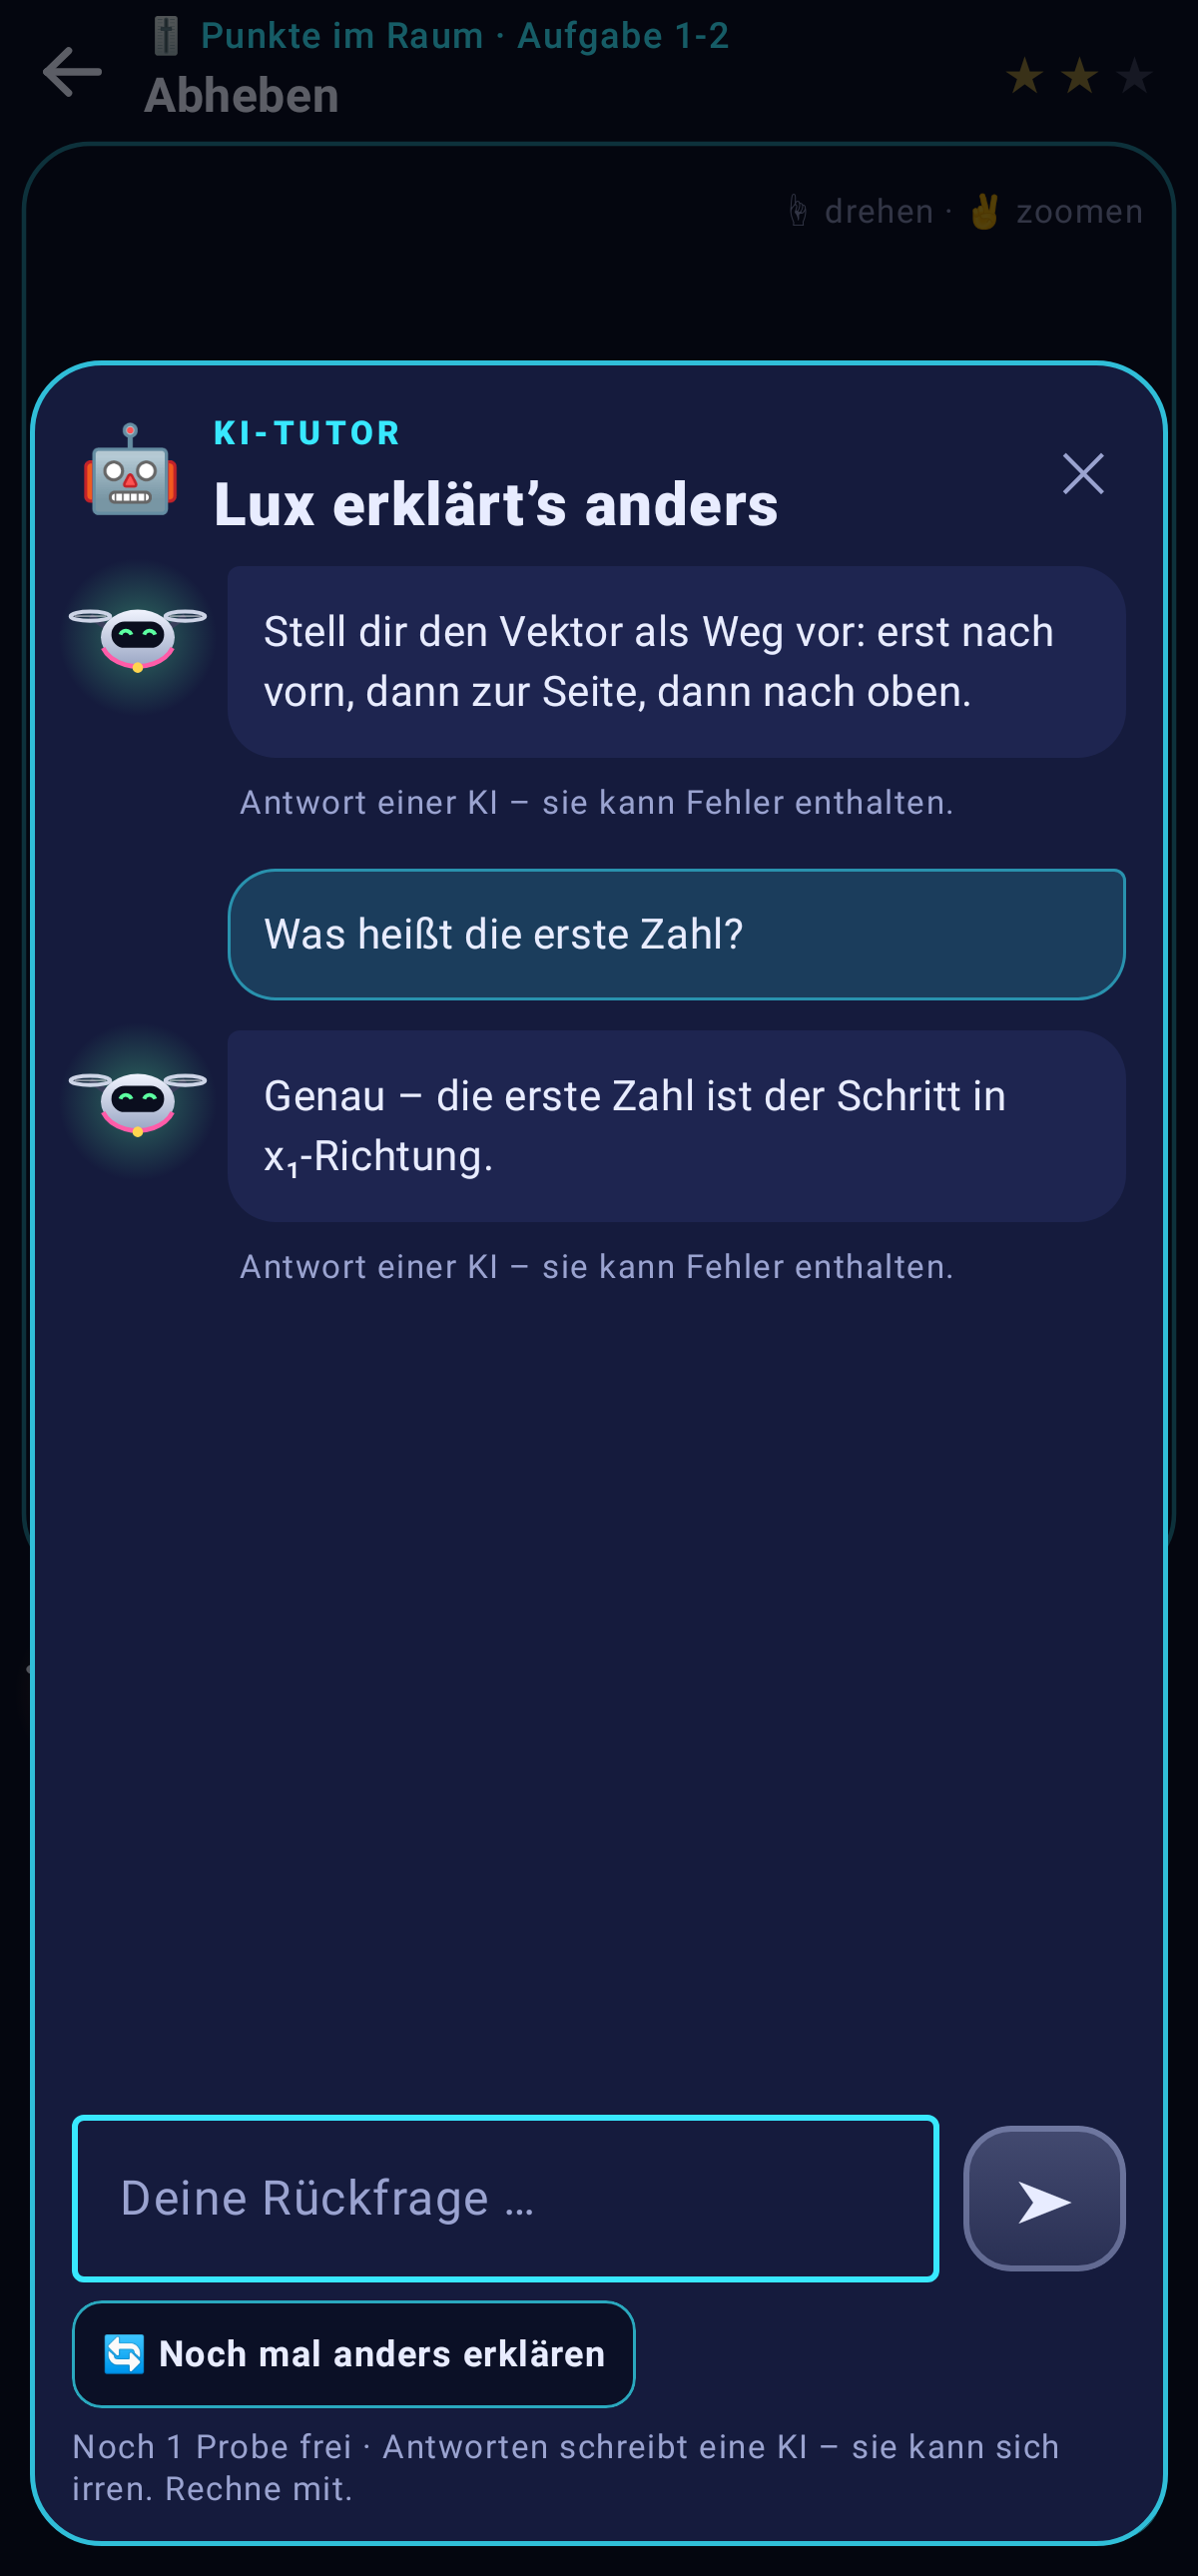 Punkte im Raum · Aufgabe 1-2
Abheben
drehen · zoomen
KI-TUTOR
Lux erklärt’s anders
Stell dir den Vektor als Weg vor: erst nach
vorn, dann zur Seite, dann nach oben.
Antwort einer KI – sie kann Fehler enthalten.
Was heißt die erste Zahl?
Genau – die erste Zahl ist der Schritt in
x₁-Richtung.
Antwort einer KI – sie kann Fehler enthalten.
Deine Rückfrage …
Noch mal anders erklären
Noch 1 Probe frei · Antworten schreibt eine KI – sie kann sich
irren. Rechne mit.